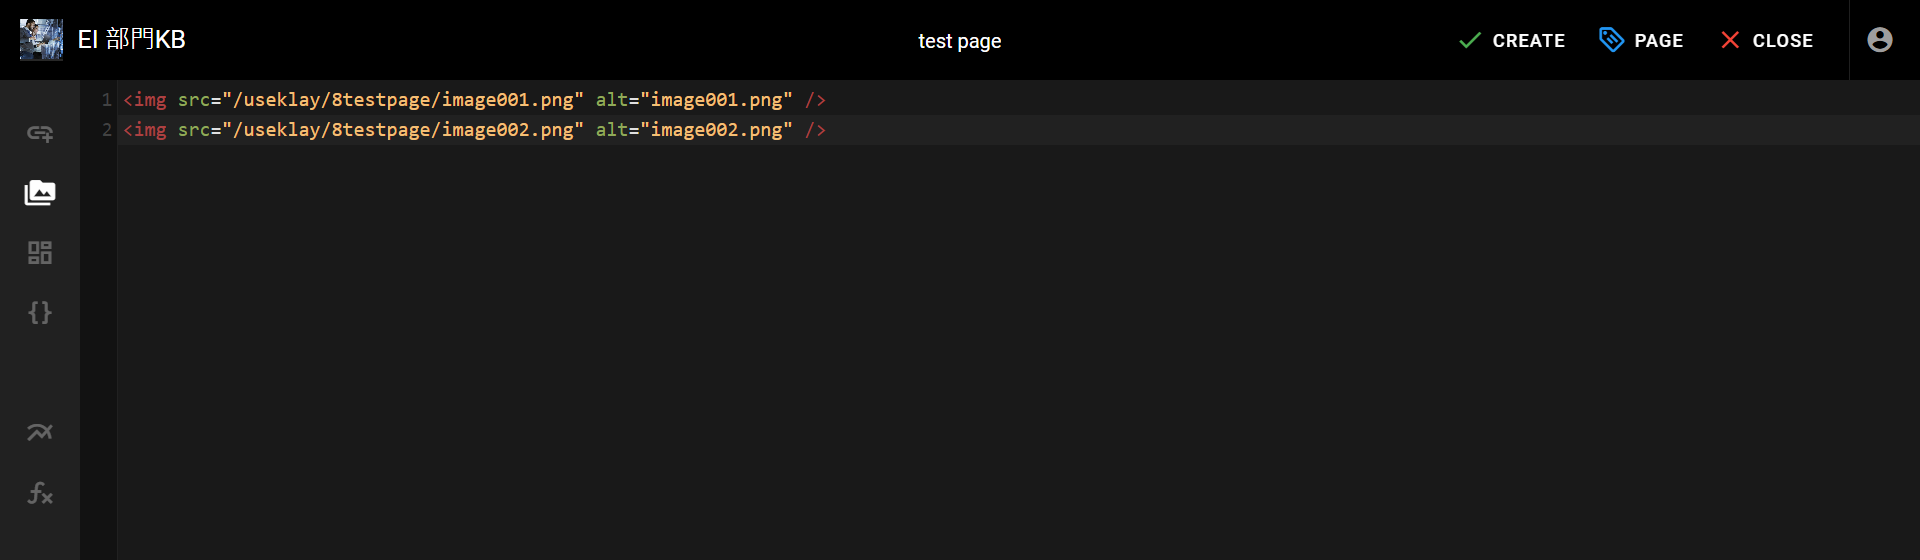 EI 部門KB
test page
CREATE
PAGE
CLOSE
1 <img src="/useklay/8testpage/image001.png" alt="image001.png" />
2 <img src="/useklay/8testpage/image002.png" alt="image002.png" />